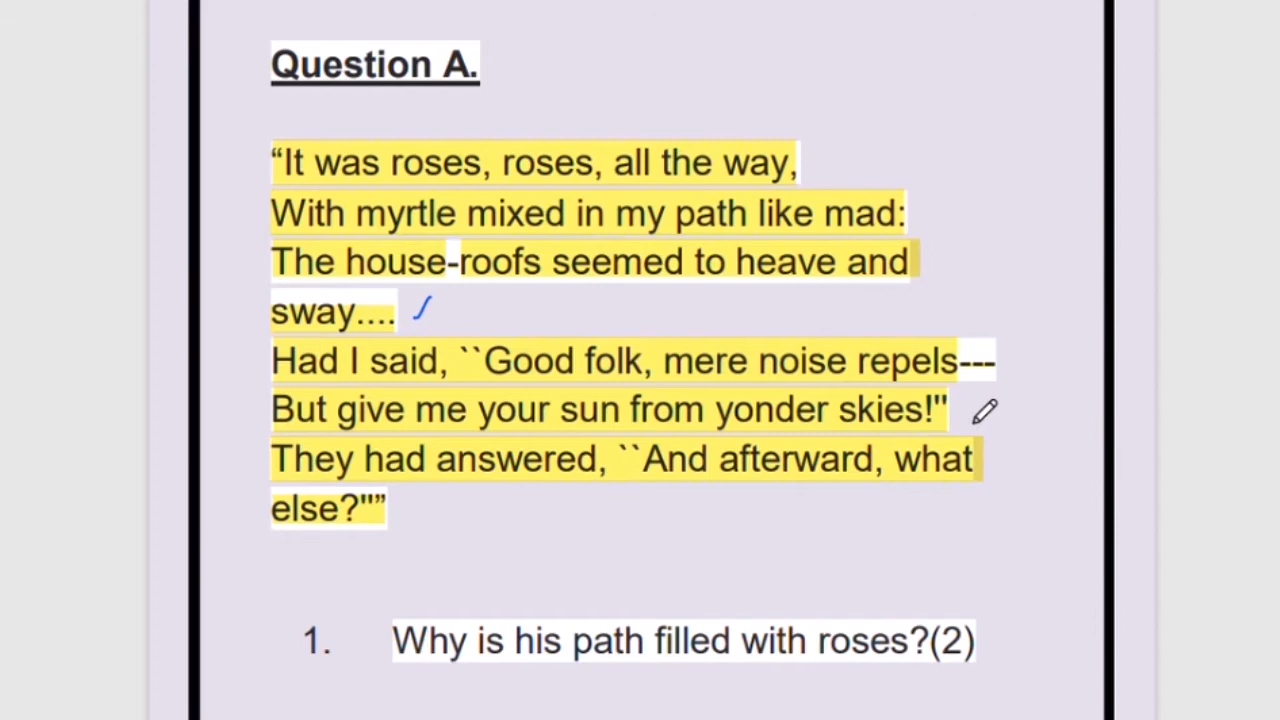 Question A.
“It was roses, roses, all the way,
With myrtle mixed in my path like mad:
The house-roofs seemed to heave and
sway....
Had I said, ``Good folk, mere noise repels---
But give me your sun from yonder skies!"
They had answered, ``And afterward, what
else?"”
1. Why is his path filled with roses?(2)